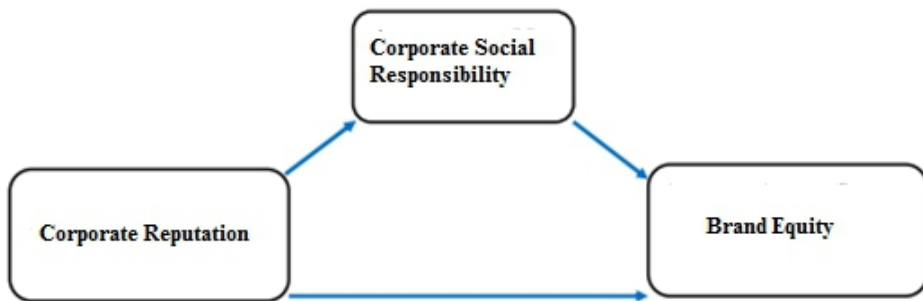 Corporate Social
Responsibility
Corporate Reputation
Brand Equity